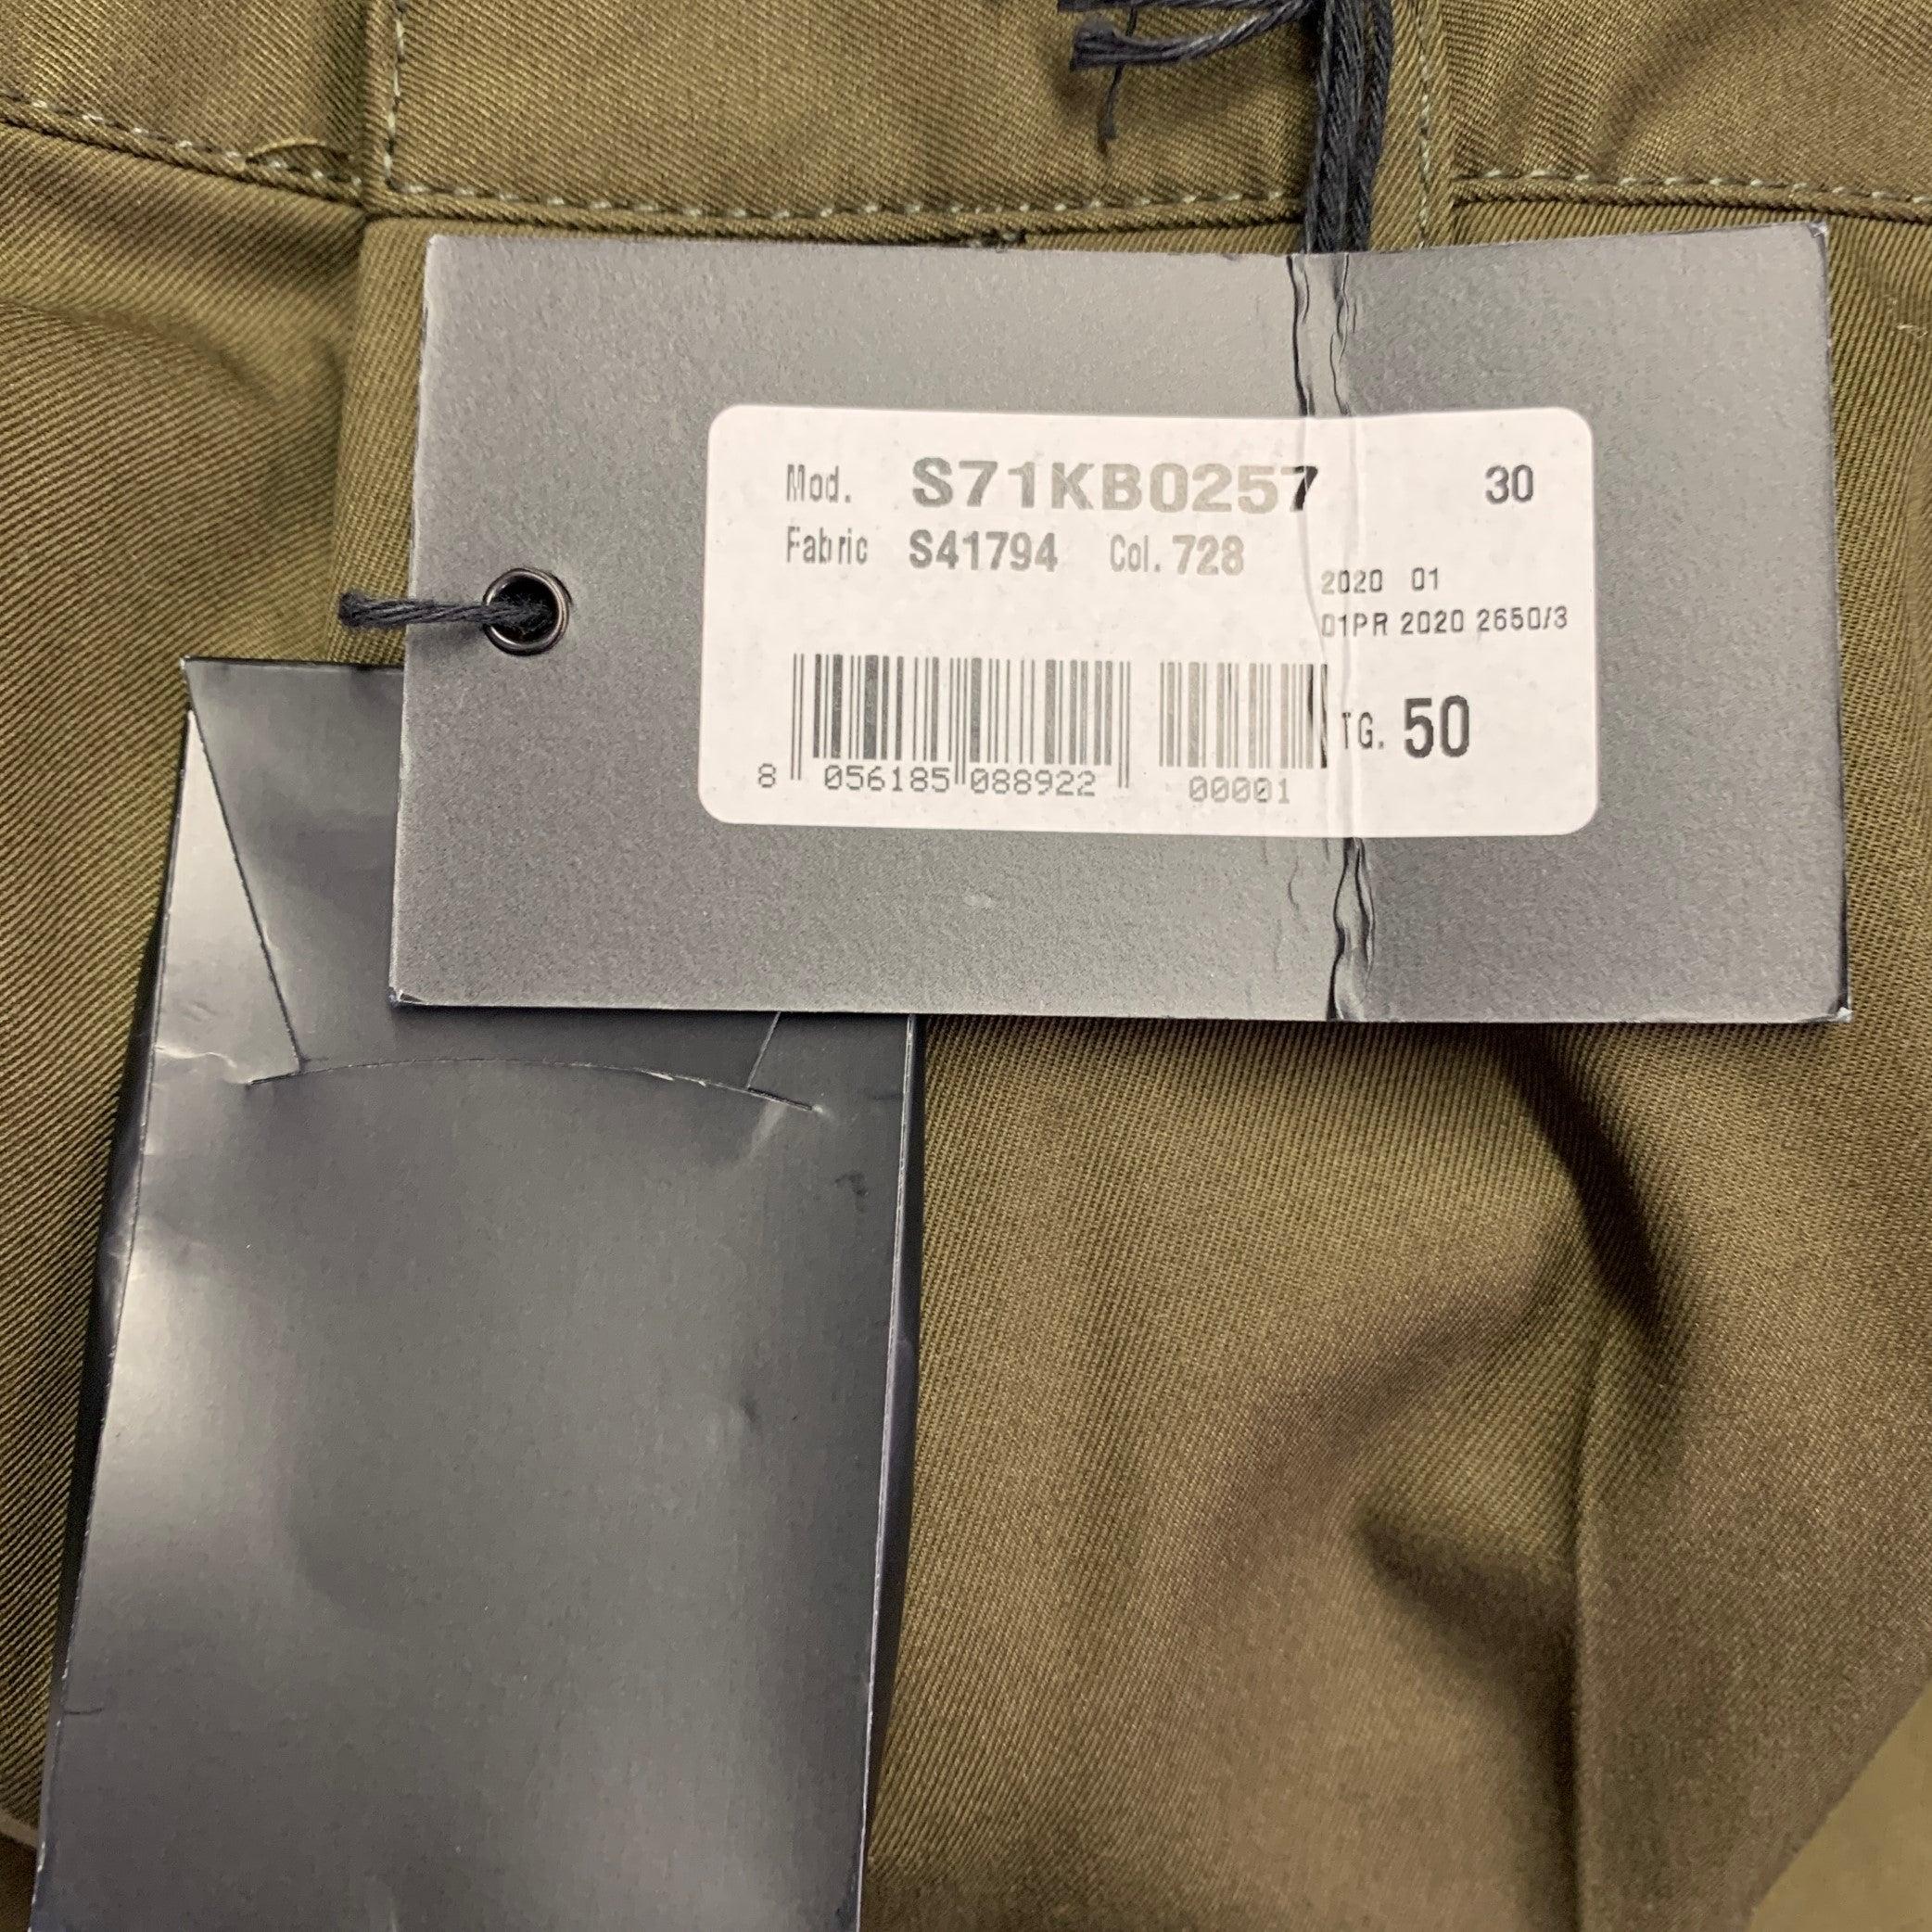 Mod. S71KB0257 30
Fabric S41794 Col. 728
2020 01
01PR 2020 2650/3
TG. 50
8 056185 088922 00001